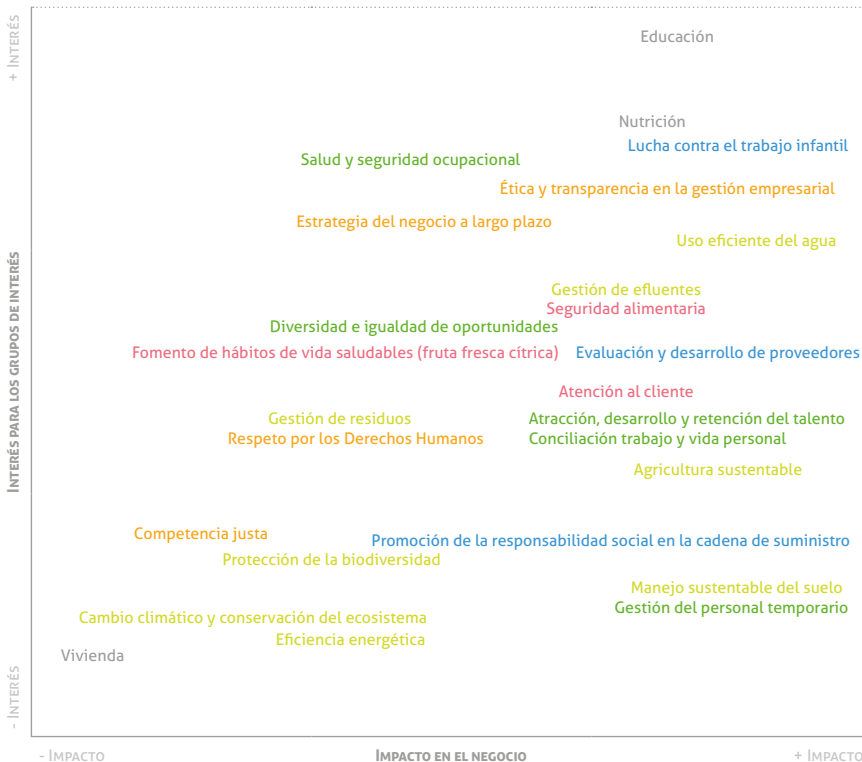 + INTERÉS
INTERÉS PARA LOS GRUPOS DE INTERÉS
- INTERÉS
Educación
Nutrición
Lucha contra el trabajo infantil
Salud y seguridad ocupacional
Ética y transparencia en la gestión empresarial
Estrategia del negocio a largo plazo
Uso eficiente del agua
Gestión de efluentes
Seguridad alimentaria
Diversidad e igualdad de oportunidades
Fomento de hábitos de vida saludables (fruta fresca cítrica)
Evaluación y desarrollo de proveedores
Atención al cliente
Gestión de residuos
Atracción, desarrollo y retención del talento
Respeto por los Derechos Humanos
Conciliación trabajo y vida personal
Agricultura sustentable
Competencia justa
Promoción de la responsabilidad social en la cadena de suministro
Protección de la biodiversidad
Manejo sustentable del suelo
Gestión del personal temporario
Cambio climático y conservación del ecosistema
Eficiencia energética
Vivienda
- IMPACTO
IMPACTO EN EL NEGOCIO
+ IMPACTO